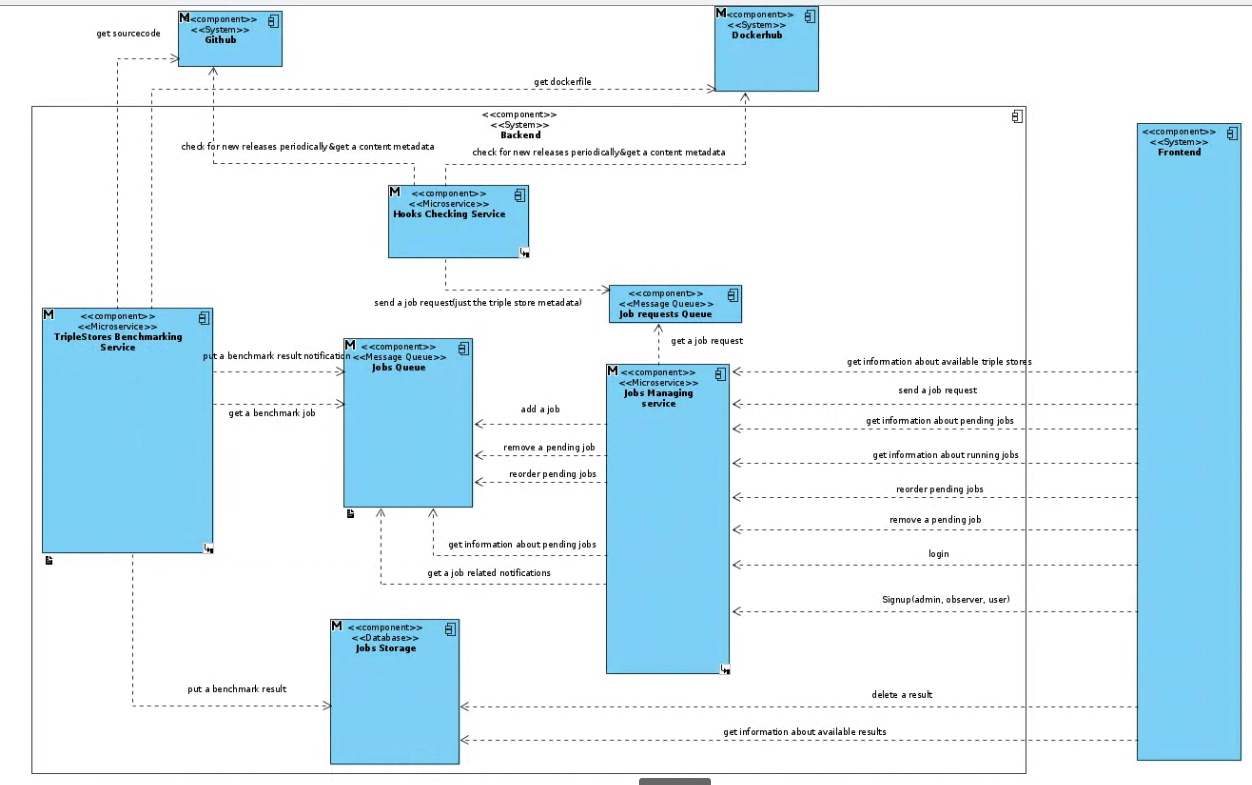 <<component>>
<<System>>
Github
<<component>>
<<System>>
Dockerhub
get sourcecode
get dockerfile
<<component>>
<<System>>
Backend
<<component>>
<<System>>
Frontend
check for new releases periodically&get a content metadata
check for new releases periodically&get a content metadata
M
<<component>>
<<Microservice>>
Hooks Checking Service
send a job request(just the triple store metadata)
<<component>>
<<Message Queue>>
Job requests Queue
get a job request
M
<<component>>
<<Microservice>>
TripleStores Benchmarking
Service
put a benchmark result notification
get a benchmark job
M
<<component>>
<<Message Queue>>
Jobs Queue
M
<<component>>
<<Microservice>>
Jobs Managing
service
add a job
remove a pending job
reorder pending jobs
get information about pending jobs
get a job related notifications
get information about available triple stores
send a job request
get information about pending jobs
get information about running jobs
reorder pending jobs
remove a pending job
login
Signup(admin, observer, user)
M
<<component>>
<<Database>>
Jobs Storage
put a benchmark result
delete a result
get information about available results
M
M